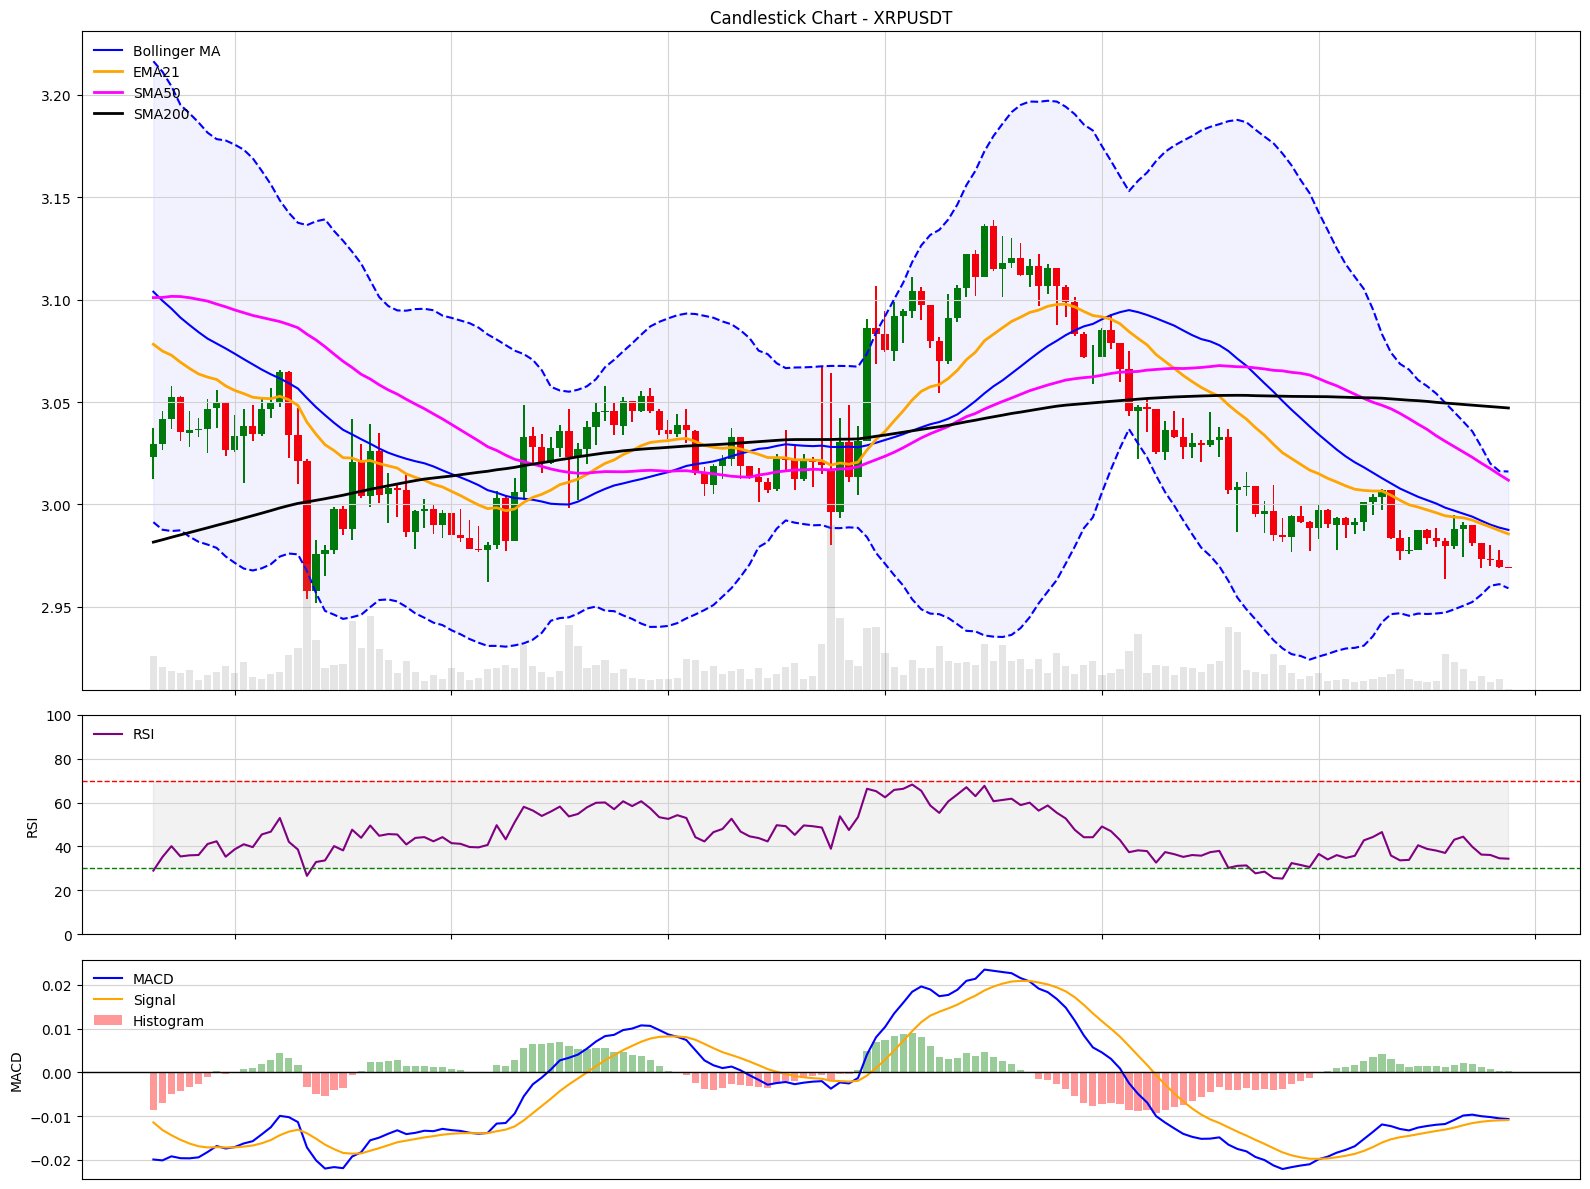 Candlestick Chart - XRPUSDT
Bollinger MA
EMA21
SMA50
SMA200
3.20
3.15
3.10
3.05
3.00
2.95
RSI
100
80
60
40
20
0
RSI
MACD
Signal
Histogram
0.02
0.01
0.00
−0.01
−0.02
MACD